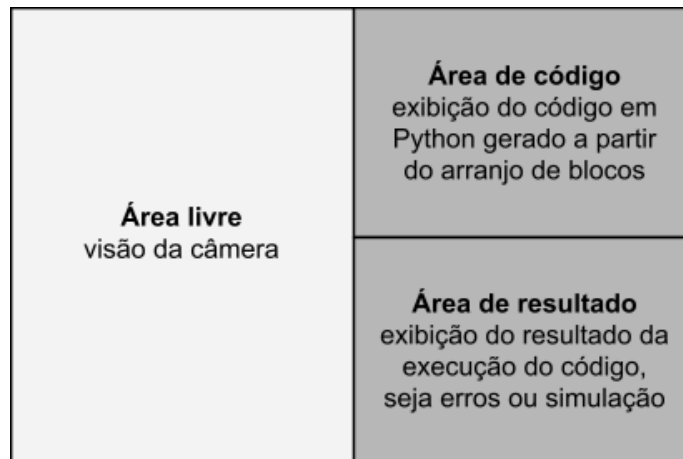 Área livre
visão da câmera
Área de código
exibição do código em
Python gerado a partir
do arranjo de blocos
Área de resultado
exibição do resultado da
execução do código,
seja erros ou simulação